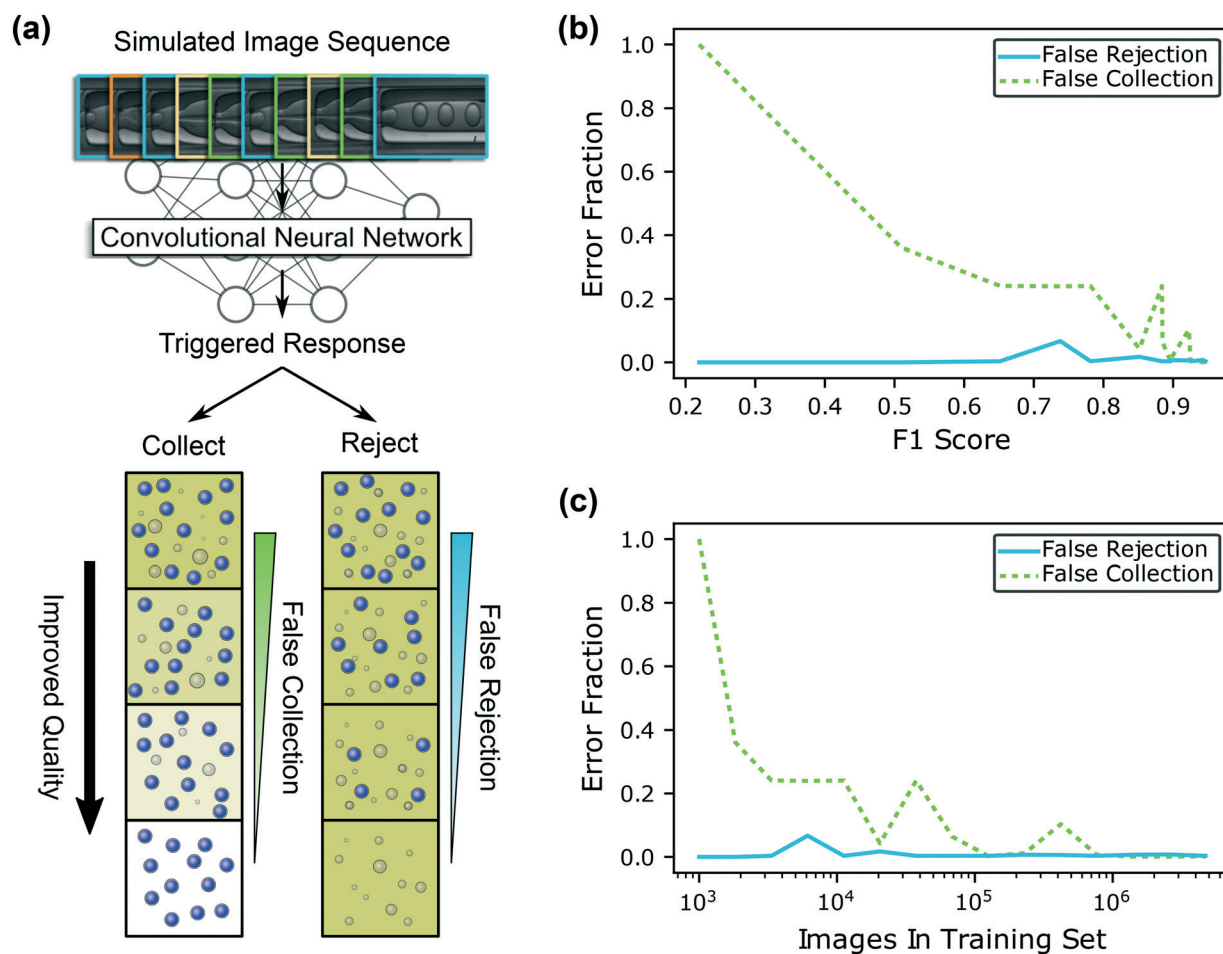 (a)
Simulated Image Sequence
Convolutional Neural Network
Triggered Response
Collect
Reject
Improved Quality
False Collection
False Rejection
(b)
1.0
0.8
0.6
0.4
0.2
0.0
Error Fraction
False Rejection
False Collection
0.2 0.3 0.4 0.5 0.6 0.7 0.8 0.9
F1 Score
(c)
1.0
0.8
0.6
0.4
0.2
0.0
Error Fraction
False Rejection
False Collection
10³ 10⁴ 10⁵ 10⁶
Images In Training Set